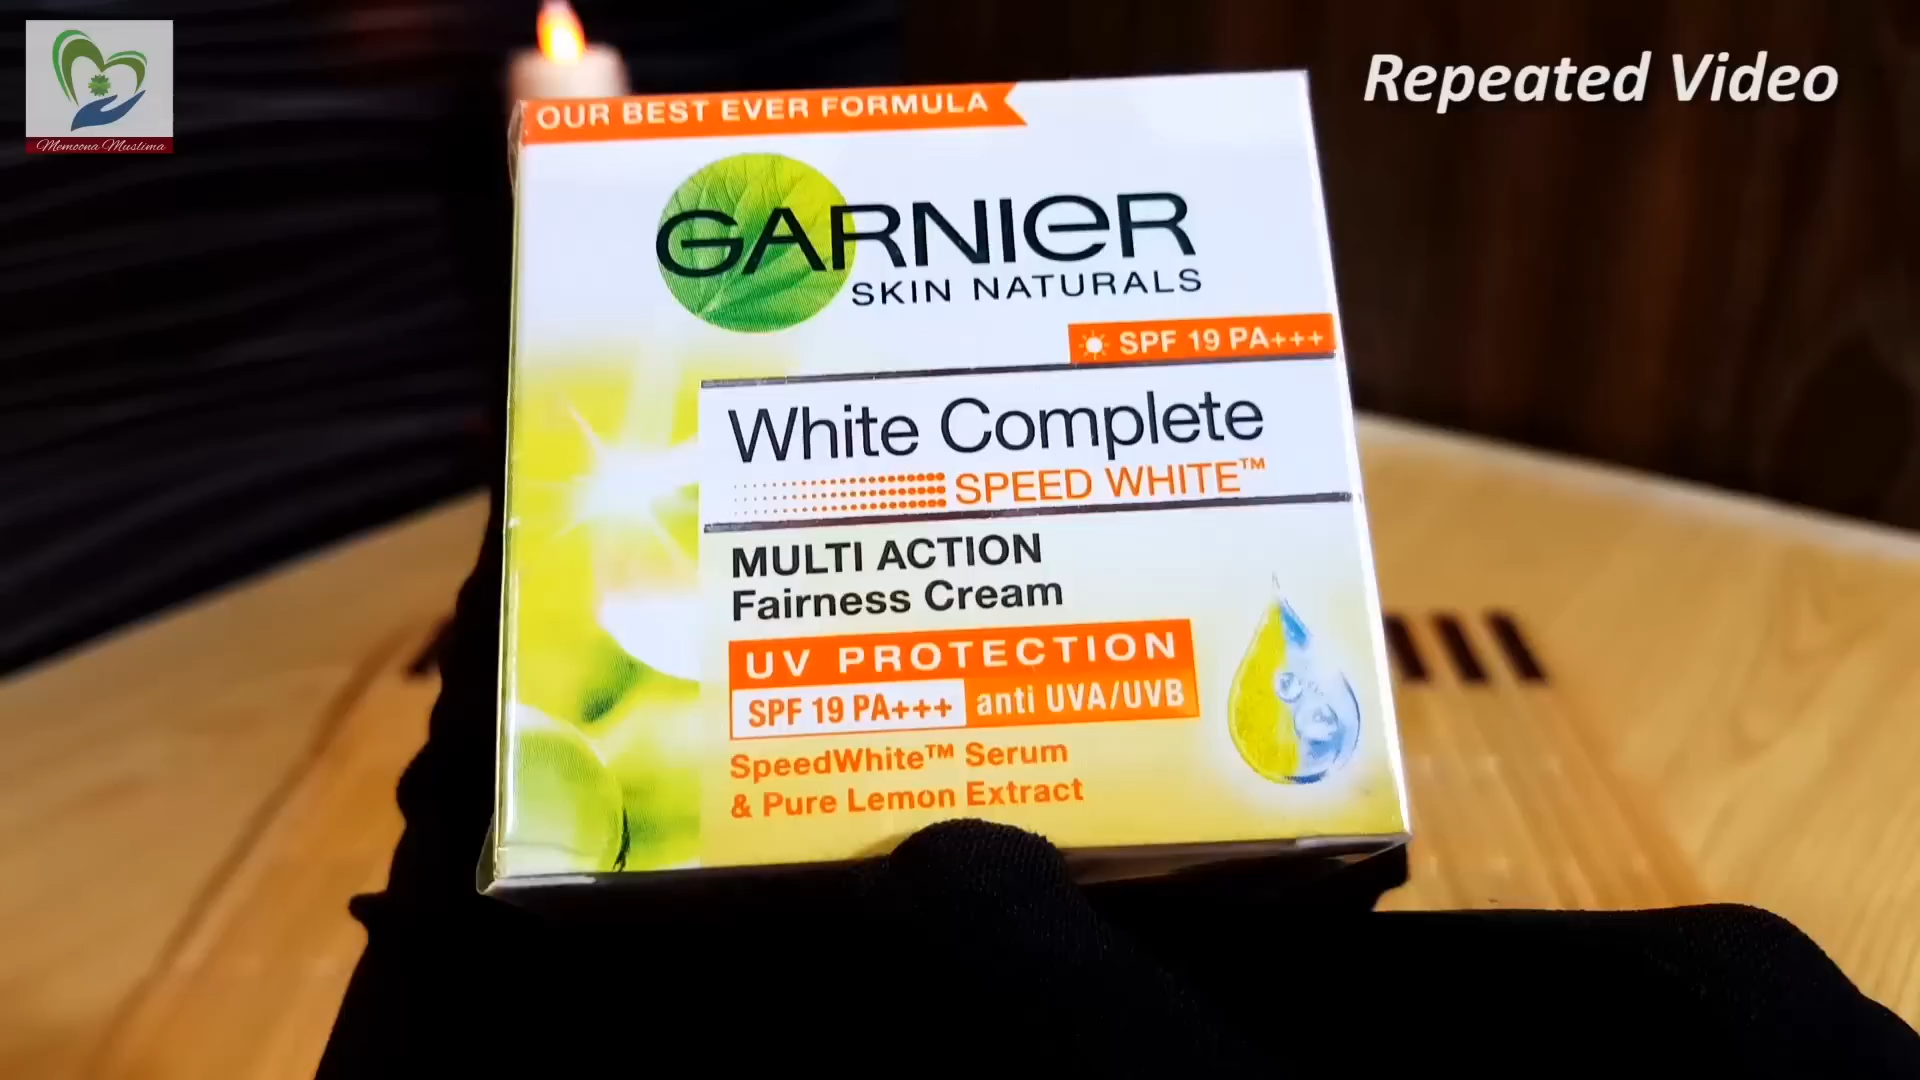 Memoona Muslima
Repeated Video
OUR BEST EVER FORMULA
GARNIER
SKIN NATURALS
SPF 19 PA+++
White Complete
SPEED WHITE™
MULTI ACTION
Fairness Cream
UV PROTECTION
SPF 19 PA+++ anti UVA/UVB
SpeedWhite™ Serum
& Pure Lemon Extract